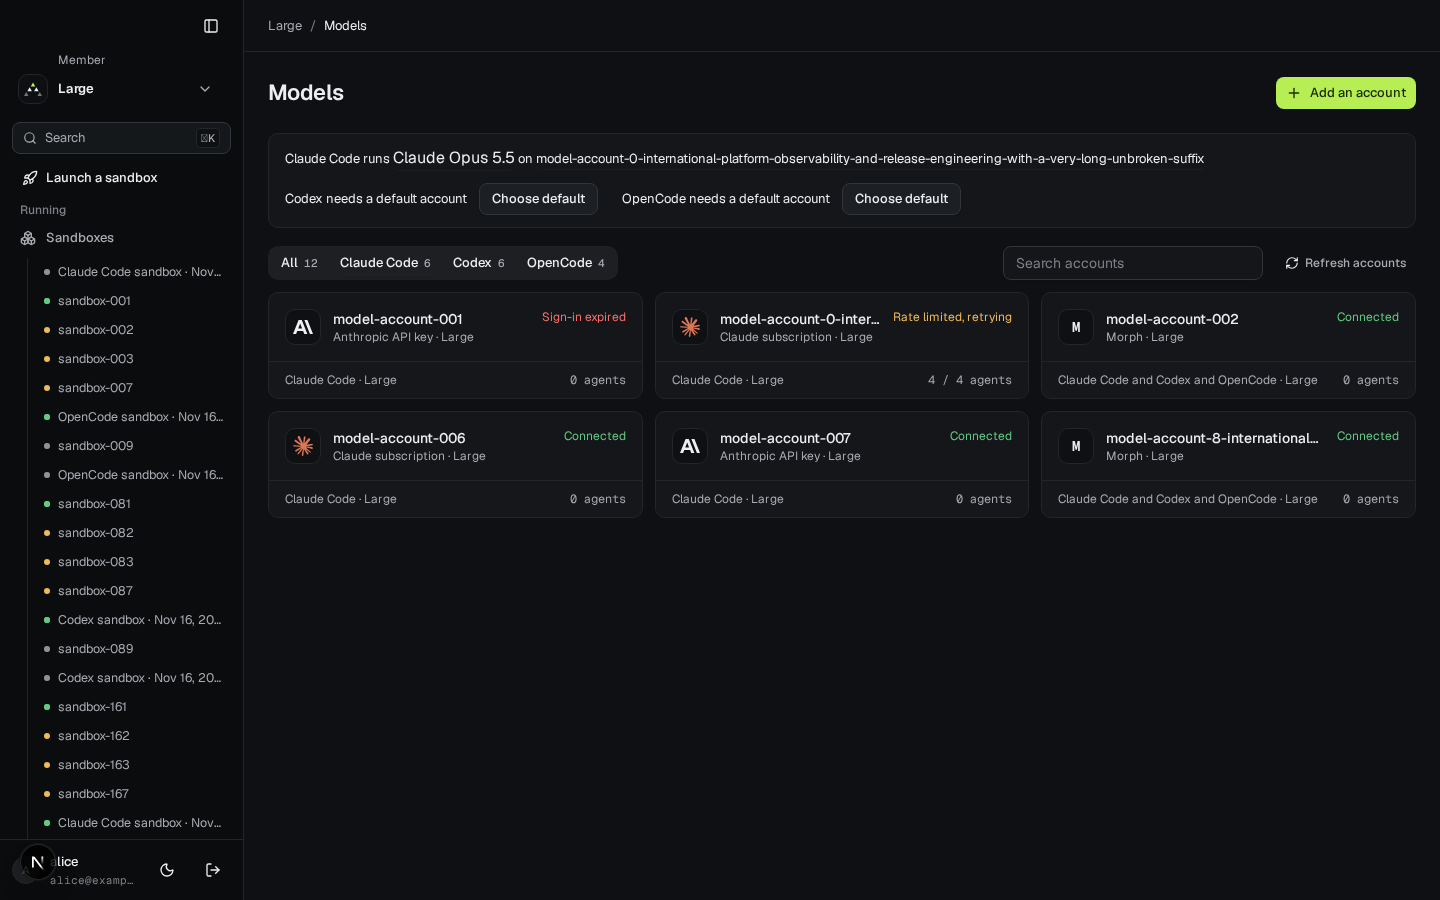 Large / Models
Member
Large
Search K
Launch a sandbox
Running
Sandboxes
Claude Code sandbox · Nov...
sandbox-001
sandbox-002
sandbox-003
sandbox-007
OpenCode sandbox · Nov 16...
sandbox-009
OpenCode sandbox · Nov 16...
sandbox-081
sandbox-082
sandbox-083
sandbox-087
Codex sandbox · Nov 16, 20...
sandbox-089
Codex sandbox · Nov 16, 20...
sandbox-161
sandbox-162
sandbox-163
sandbox-167
Claude Code sandbox · Nov...
N alice
alice@examp...
Models
Add an account
Claude Code runs Claude Opus 5.5 on model-account-0-international-platform-observability-and-release-engineering-with-a-very-long-unbroken-suffix
Codex needs a default account Choose default OpenCode needs a default account Choose default
All 12 Claude Code 6 Codex 6 OpenCode 4
Search accounts
Refresh accounts
A\ model-account-001 Sign-in expired
Anthropic API key · Large
Claude Code · Large 0 agents
model-account-0-inter... Rate limited, retrying
Claude subscription · Large
Claude Code · Large 4 / 4 agents
M model-account-002 Connected
Morph · Large
Claude Code and Codex and OpenCode · Large 0 agents
model-account-006 Connected
Claude subscription · Large
Claude Code · Large 0 agents
A\ model-account-007 Connected
Anthropic API key · Large
Claude Code · Large 0 agents
M model-account-8-international... Connected
Morph · Large
Claude Code and Codex and OpenCode · Large 0 agents